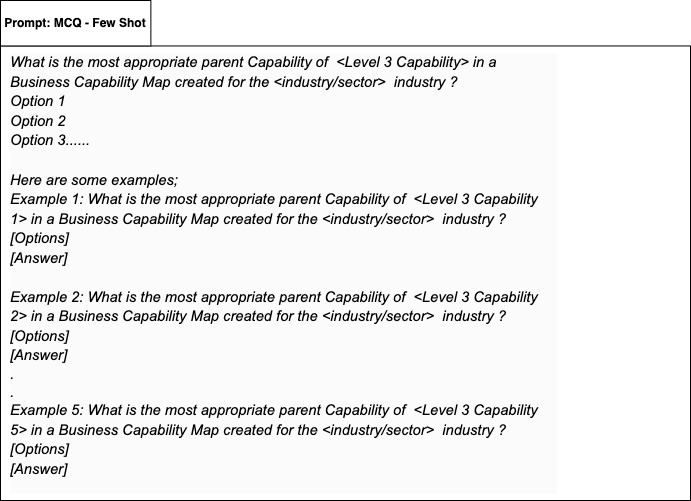 Prompt: MCQ - Few Shot
What is the most appropriate parent Capability of  <Level 3 Capability> in a
Business Capability Map created for the <industry/sector>  industry ?
Option 1
Option 2
Option 3......
Here are some examples;
Example 1: What is the most appropriate parent Capability of  <Level 3 Capability
1> in a Business Capability Map created for the <industry/sector>  industry ?
[Options]
[Answer]
Example 2: What is the most appropriate parent Capability of  <Level 3 Capability
2> in a Business Capability Map created for the <industry/sector>  industry ?
[Options]
[Answer]
.
.
Example 5: What is the most appropriate parent Capability of  <Level 3 Capability
5> in a Business Capability Map created for the <industry/sector>  industry ?
[Options]
[Answer]